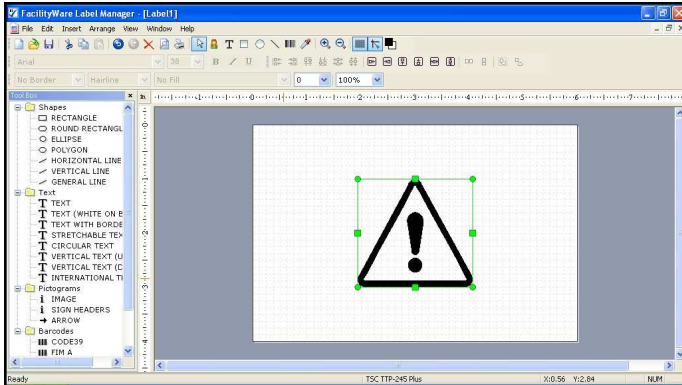 FacilityWare Label Manager - [Label1]
File Edit Insert Arrange View Window Help
Arial 38 B I U
No Border Hairline No Fill 0 100%
Tool Box
in.
Shapes
RECTANGLE
ROUND RECTANGL
ELLIPSE
POLYGON
HORIZONTAL LINE
VERTICAL LINE
GENERAL LINE
Text
TEXT
TEXT (WHITE ON B
TEXT WITH BORDE
STRETCHABLE TEX
CIRCULAR TEXT
VERTICAL TEXT (U
VERTICAL TEXT (D
INTERNATIONAL T
Pictograms
IMAGE
SIGN HEADERS
ARROW
Barcodes
CODE39
FIM A
Ready TSC TTP-245 Plus X:0.56 Y:2.84 NUM